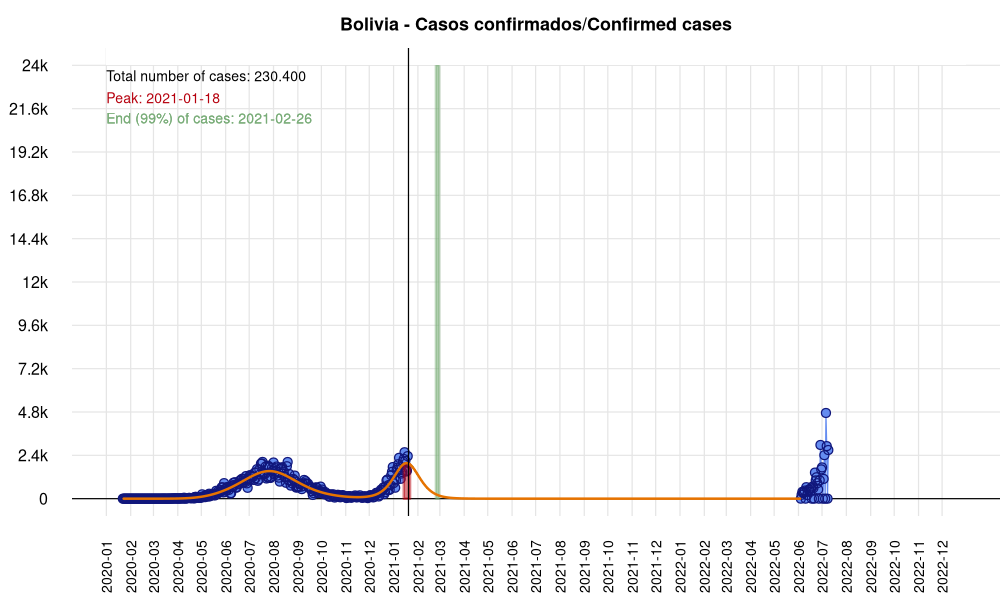 Bolivia - Casos confirmados/Confirmed cases
24k
21.6k
19.2k
16.8k
14.4k
12k
9.6k
7.2k
4.8k
2.4k
0
Total number of cases: 230.400
Peak: 2021-01-18
End (99%) of cases: 2021-02-26
2020-01
2020-02
2020-03
2020-04
2020-05
2020-06
2020-07
2020-08
2020-09
2020-10
2020-11
2020-12
2021-01
2021-02
2021-03
2021-04
2021-05
2021-06
2021-07
2021-08
2021-09
2021-10
2021-11
2021-12
2022-01
2022-02
2022-03
2022-04
2022-05
2022-06
2022-07
2022-08
2022-09
2022-10
2022-11
2022-12